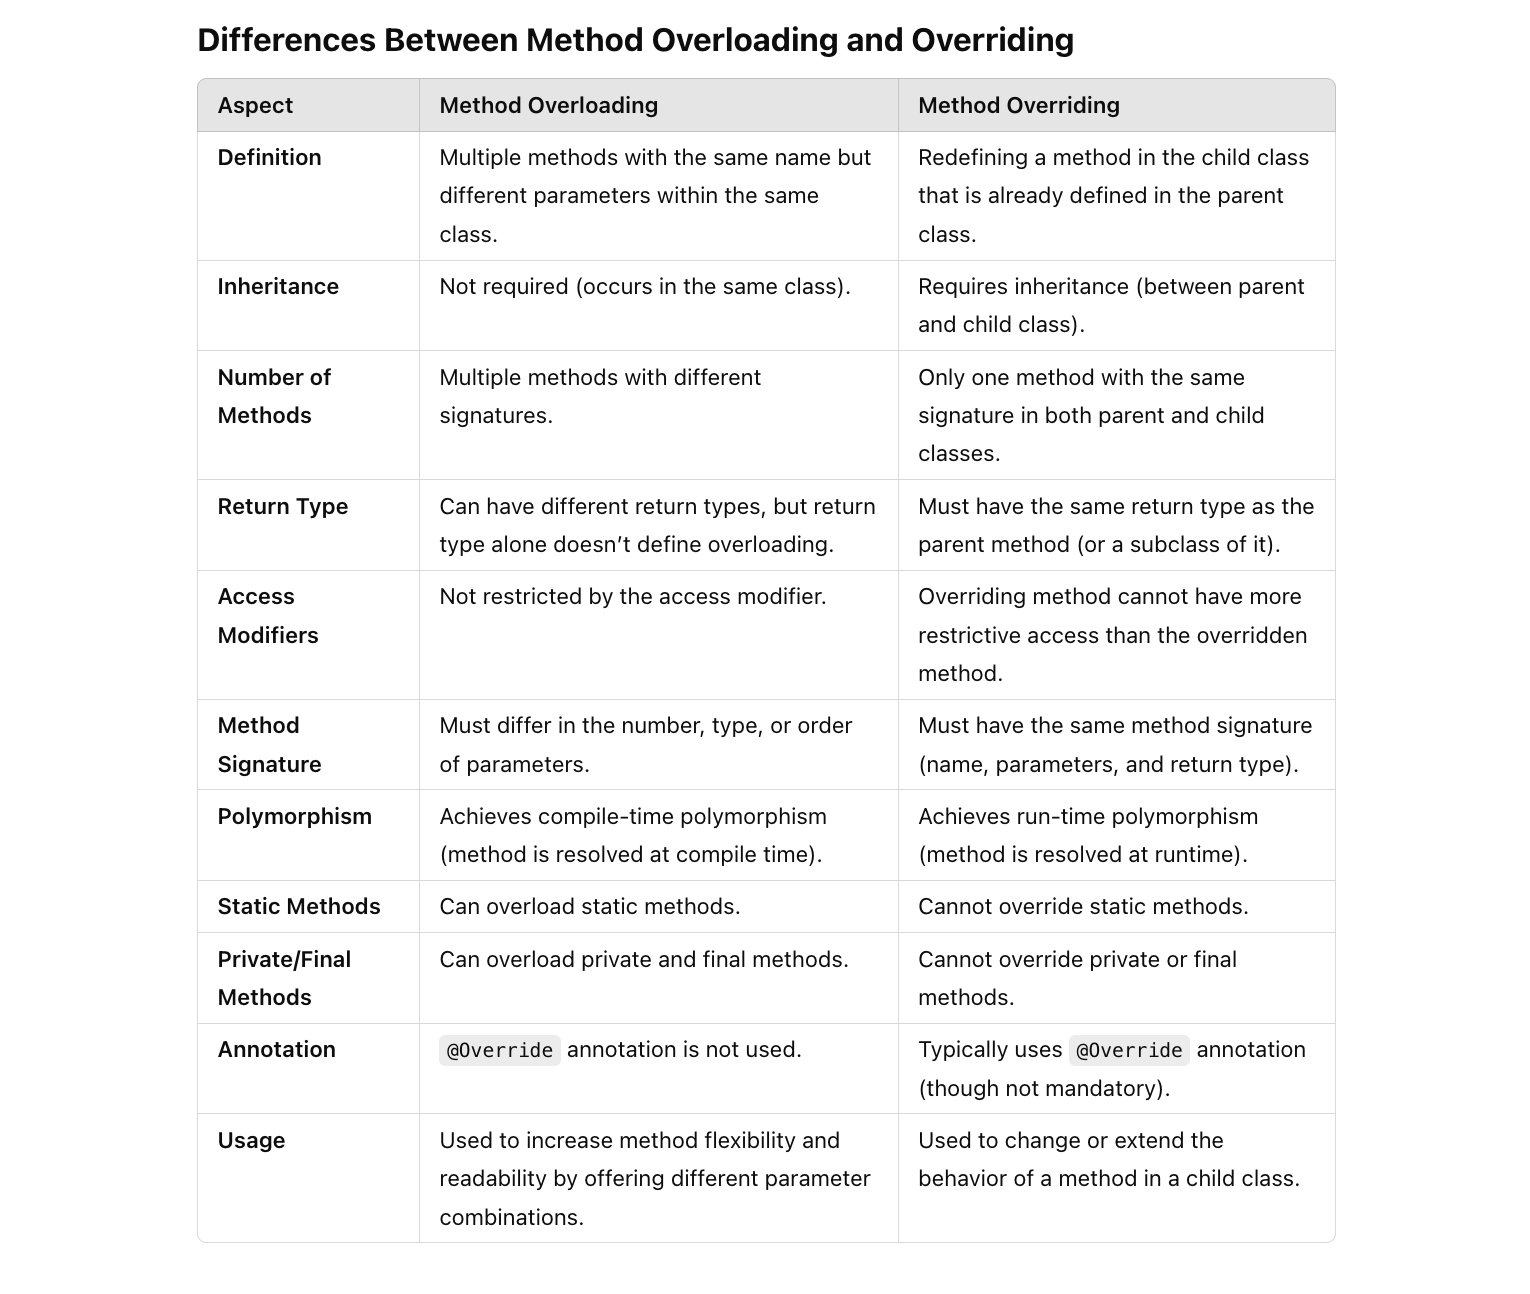 Differences Between Method Overloading and Overriding
Aspect
Method Overloading
Method Overriding
Definition
Multiple methods with the same name but
different parameters within the same
class.
Redefining a method in the child class
that is already defined in the parent
class.
Inheritance
Not required (occurs in the same class).
Requires inheritance (between parent
and child class).
Number of
Methods
Multiple methods with different
signatures.
Only one method with the same
signature in both parent and child
classes.
Return Type
Can have different return types, but return
type alone doesn’t define overloading.
Must have the same return type as the
parent method (or a subclass of it).
Access
Modifiers
Not restricted by the access modifier.
Overriding method cannot have more
restrictive access than the overridden
method.
Method
Signature
Must differ in the number, type, or order
of parameters.
Must have the same method signature
(name, parameters, and return type).
Polymorphism
Achieves compile-time polymorphism
(method is resolved at compile time).
Achieves run-time polymorphism
(method is resolved at runtime).
Static Methods
Can overload static methods.
Cannot override static methods.
Private/Final
Methods
Can overload private and final methods.
Cannot override private or final
methods.
Annotation
@Override annotation is not used.
Typically uses @Override annotation
(though not mandatory).
Usage
Used to increase method flexibility and
readability by offering different parameter
combinations.
Used to change or extend the
behavior of a method in a child class.